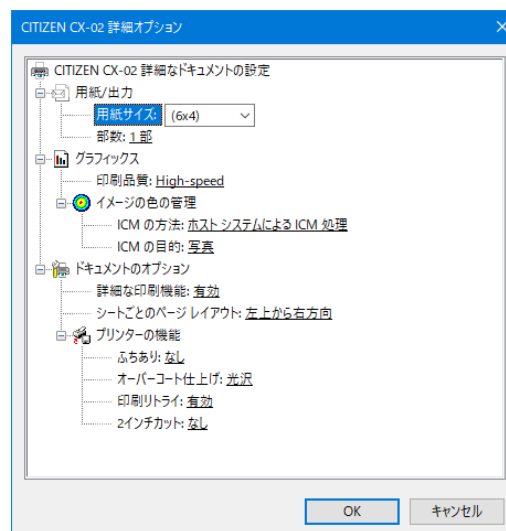 CITIZEN CX-02 詳細オプション
CITIZEN CX-02 詳細なドキュメントの設定
用紙/出力
用紙サイズ: (6x4)
部数: 1 部
グラフィックス
印刷品質: High-speed
イメージの色の管理
ICM の方法: ホスト システムによる ICM 処理
ICM の目的: 写真
ドキュメントのオプション
詳細な印刷機能: 有効
シートごとのページ レイアウト: 左上から右方向
プリンターの機能
ふちあり: なし
オーバーコート仕上げ: 光沢
印刷リトライ: 有効
2インチカット: なし
OK キャンセル